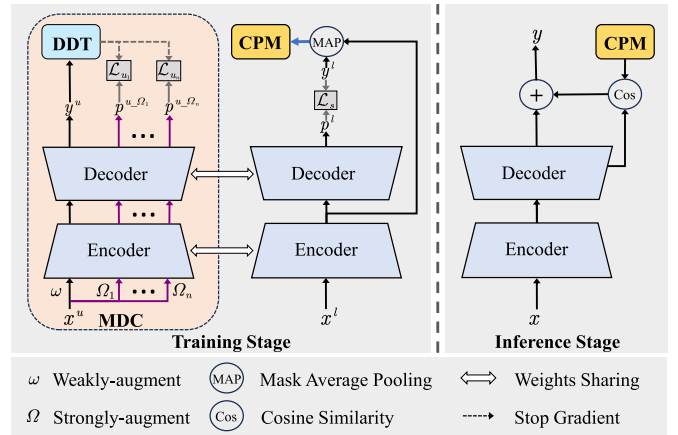 DDT
CPM
MAP
y
CPM
ℒ_{u_1}
ℒ_{u_n}
y^l
ℒ_s
+
Cos
y^u
p^{u_Ω_1}
p^{u_Ω_n}
p^l
...
Decoder
Decoder
Decoder
...
Encoder
Encoder
Encoder
ω
Ω_1
...
Ω_n
x^u
MDC
x^l
x
Training Stage
Inference Stage
ω Weakly-augment
MAP Mask Average Pooling
Weights Sharing
Ω Strongly-augment
Cos Cosine Similarity
Stop Gradient